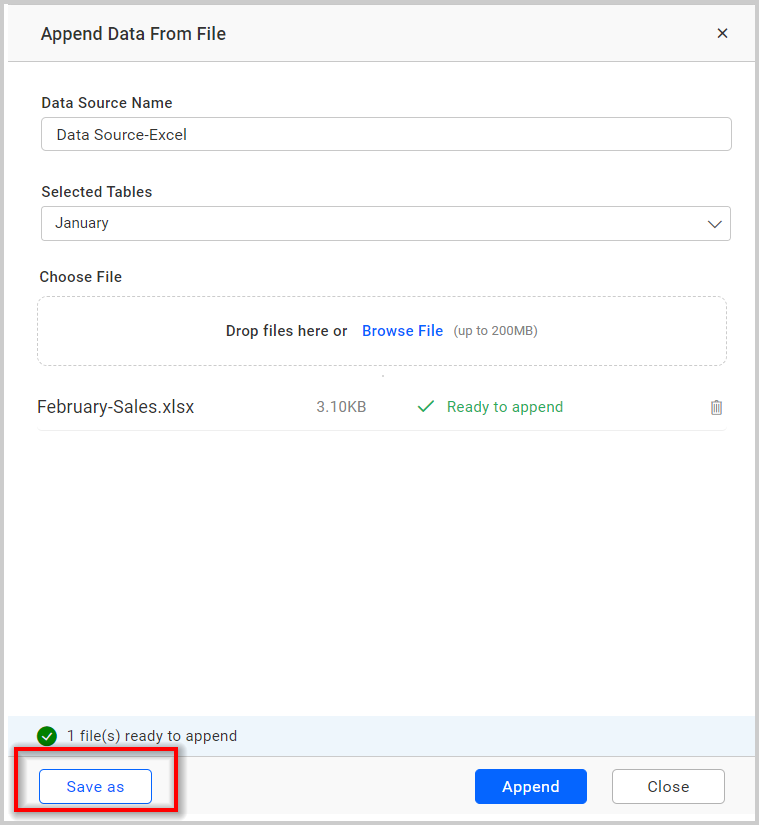 Append Data From File
Data Source Name
Data Source-Excel
Selected Tables
January
Choose File
Drop files here or Browse File (up to 200MB)
February-Sales.xlsx 3.10KB Ready to append
1 file(s) ready to append
Save as Append Close